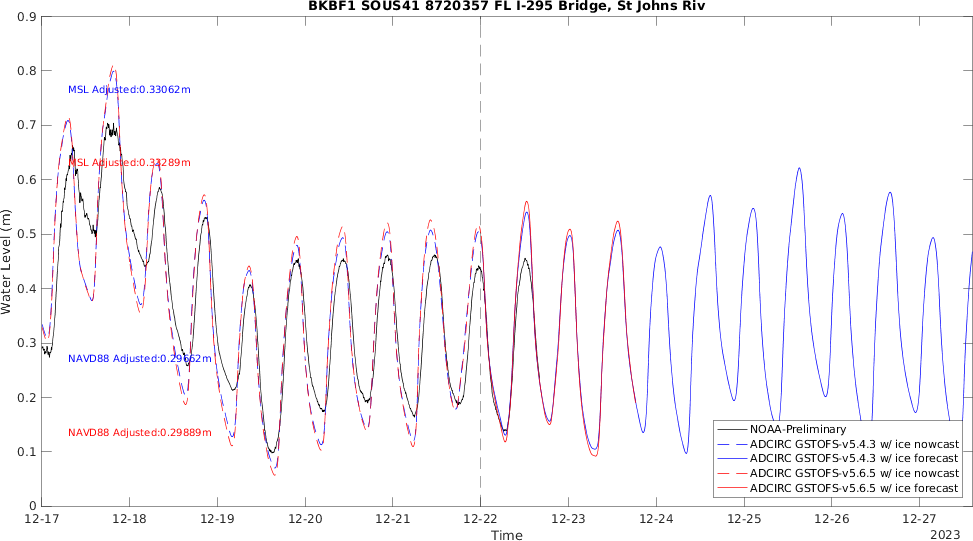 BKBF1 SOUS41 8720357 FL I-295 Bridge, St Johns Riv
0.9
0.8
0.7
0.6
0.5
0.4
0.3
0.2
0.1
0
Water Level (m)
MSL Adjusted:0.33062m
MSL Adjusted:0.33289m
NAVD88 Adjusted:0.29662m
NAVD88 Adjusted:0.29889m
NOAA-Preliminary
ADCIRC GSTOFS-v5.4.3 w/ ice nowcast
ADCIRC GSTOFS-v5.4.3 w/ ice forecast
ADCIRC GSTOFS-v5.6.5 w/ ice nowcast
ADCIRC GSTOFS-v5.6.5 w/ ice forecast
12-17 12-18 12-19 12-20 12-21 12-22 12-23 12-24 12-25 12-26 12-27
Time
2023